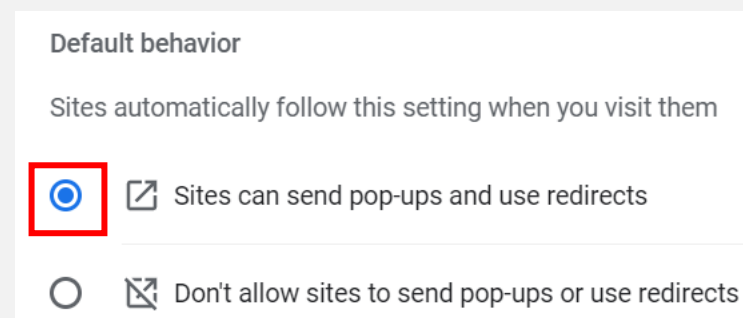 Default behavior
Sites automatically follow this setting when you visit them
Sites can send pop-ups and use redirects
Don't allow sites to send pop-ups or use redirects